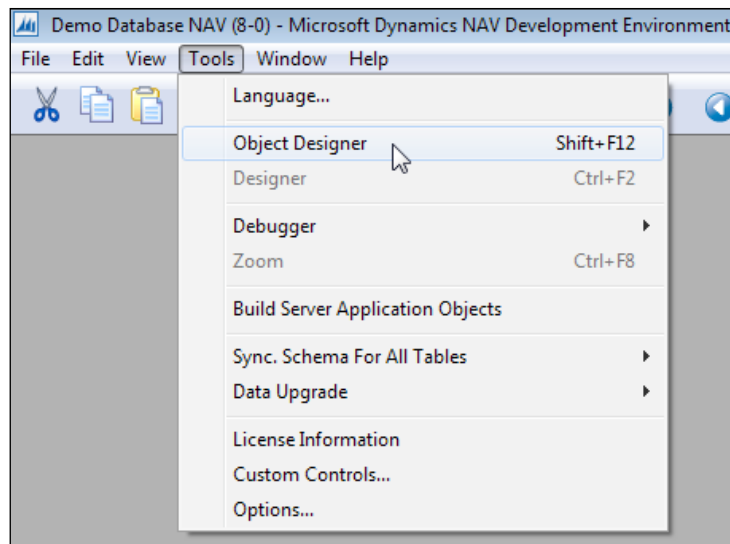 Demo Database NAV (8-0) - Microsoft Dynamics NAV Development Environment
File Edit View Tools Window Help
Language...
Object Designer Shift+F12
Designer Ctrl+F2
Debugger
Zoom Ctrl+F8
Build Server Application Objects
Sync. Schema For All Tables
Data Upgrade
License Information
Custom Controls...
Options...